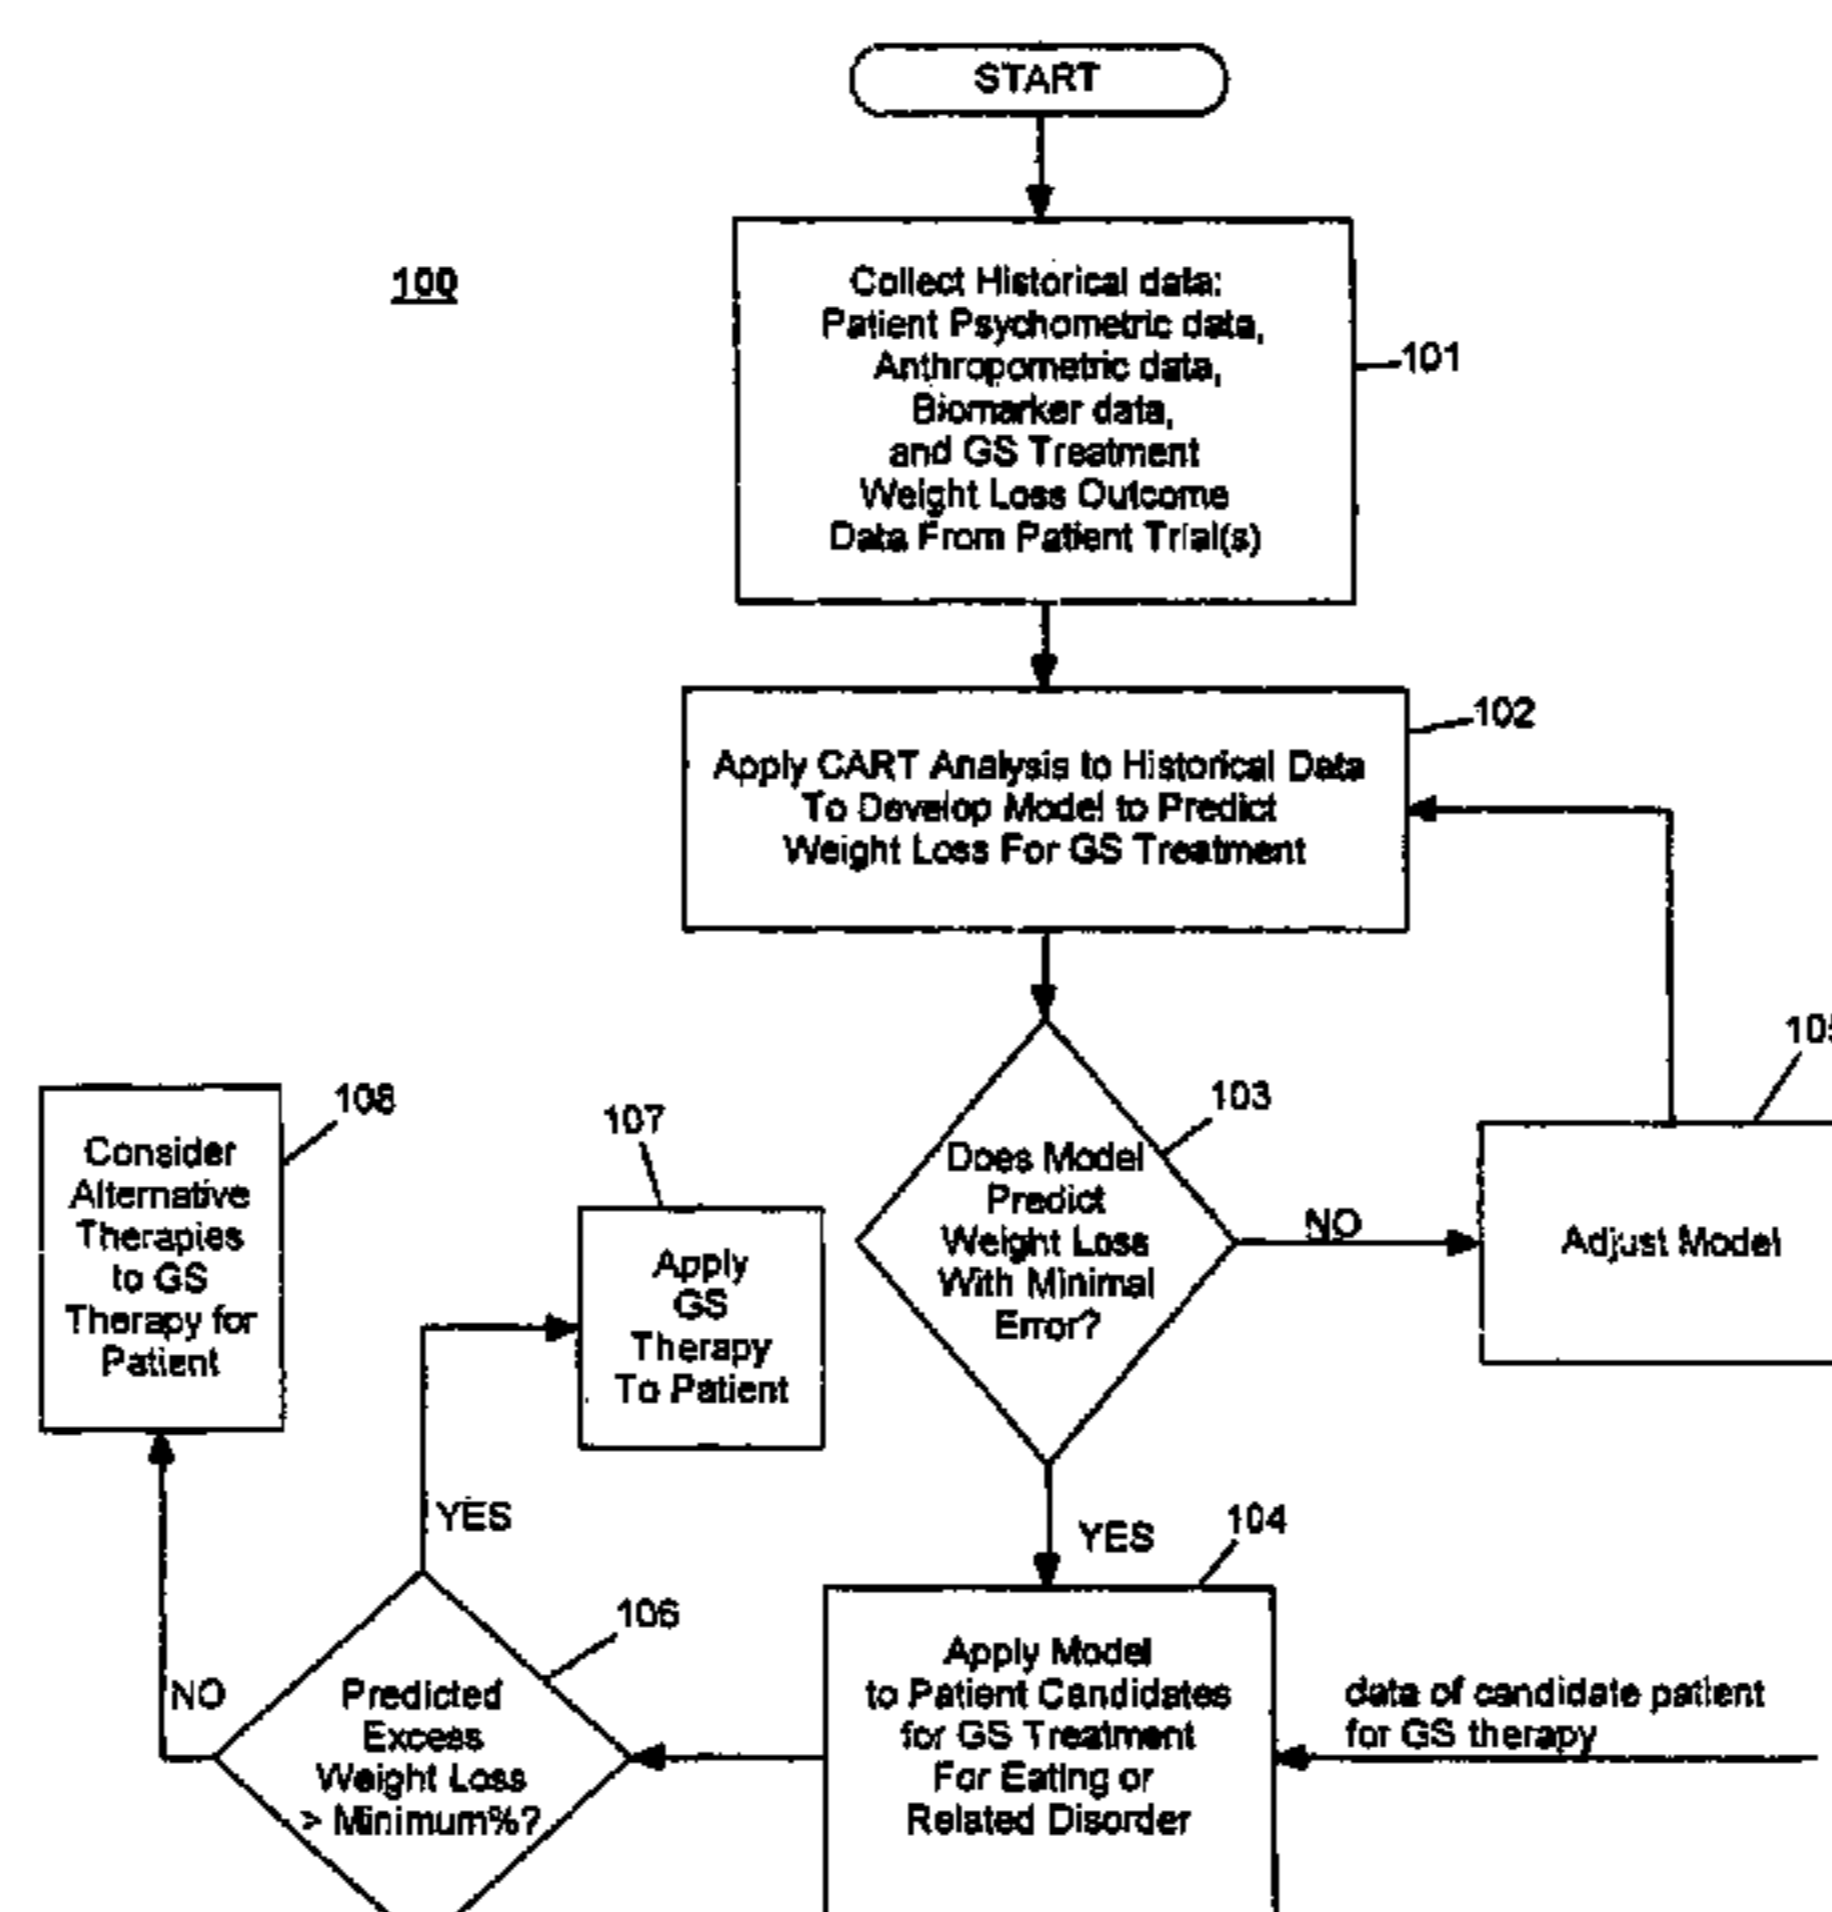 START
100
Collect Historical data:
Patient Psychometric data,
Anthropometric data,
Biomarker data,
and GS Treatment
Weight Loss Outcome
Data From Patient Trial(s)
101
102
Apply CART Analysis to Historical Data
To Develop Model to Predict
Weight Loss For GS Treatment
103
Does Model
Predict
Weight Loss
With Minimal
Error?
NO
105
Adjust Model
108
Consider
Alternative
Therapies
to GS
Therapy for
Patient
107
Apply
GS
Therapy
To Patient
YES
YES
104
Apply Model
to Patient Candidates
for GS Treatment
For Eating or
Related Disorder
data of candidate patient
for GS therapy
106
NO
Predicted
Excess
Weight Loss
> Minimum%?